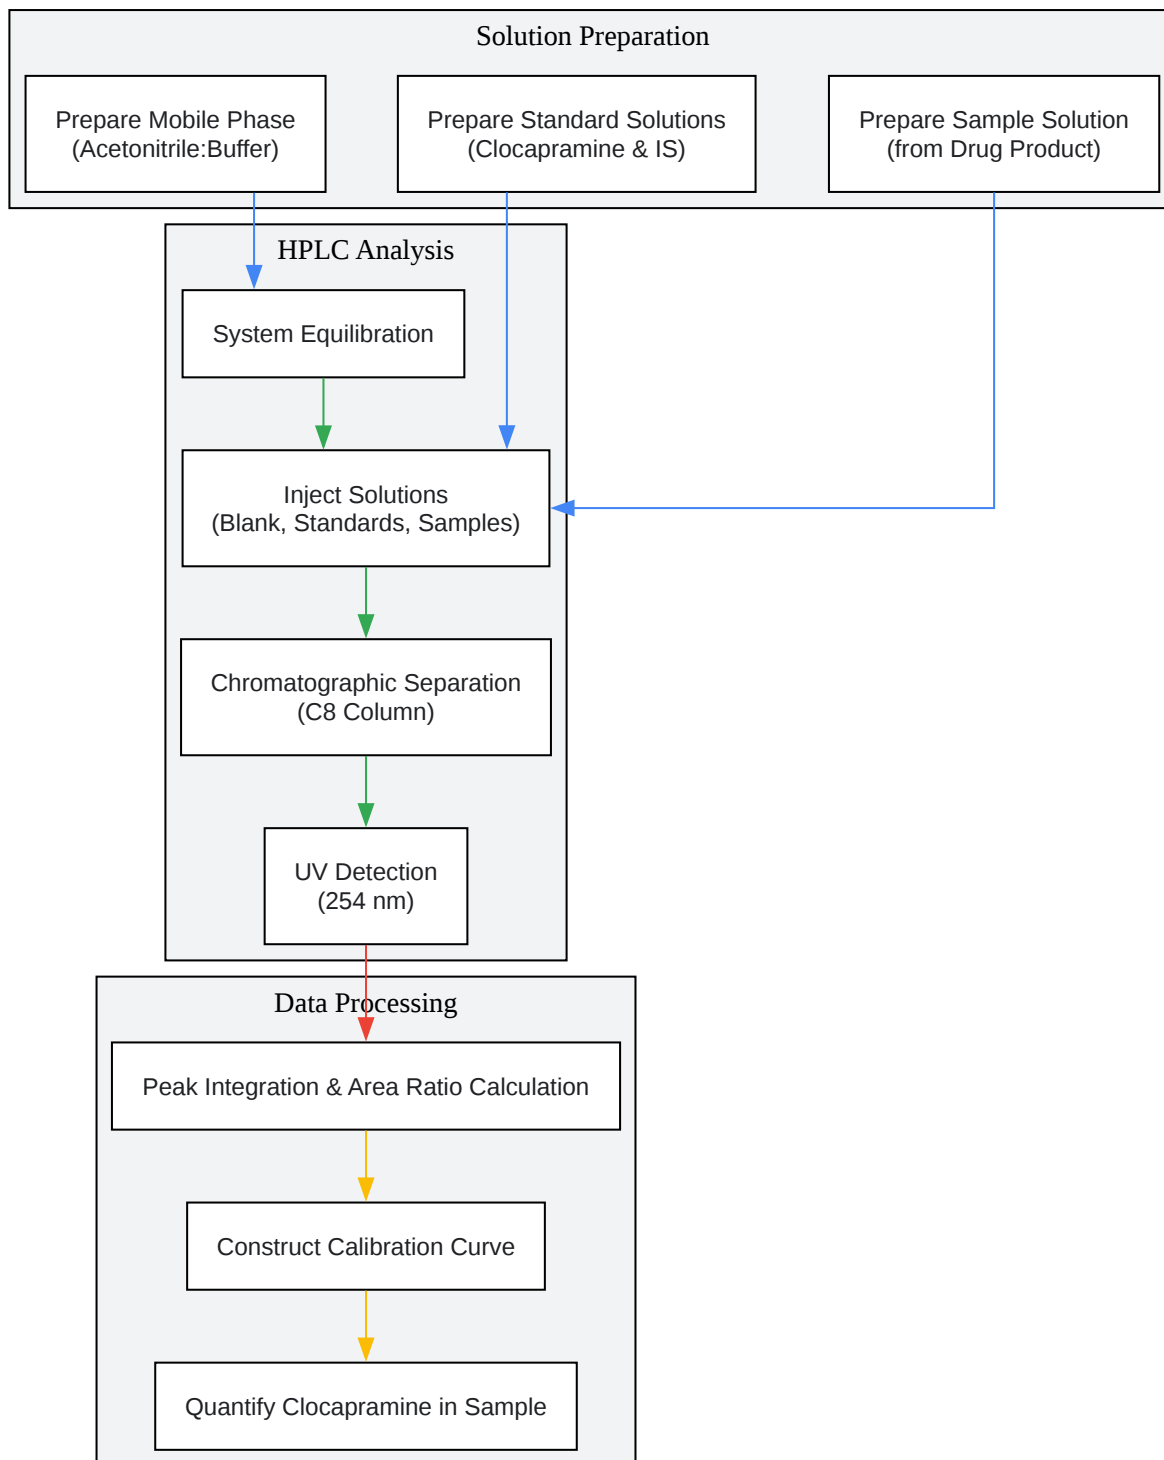 Solution Preparation
Prepare Mobile Phase
(Acetonitrile:Buffer)
Prepare Standard Solutions
(Clocapramine & IS)
Prepare Sample Solution
(from Drug Product)
HPLC Analysis
System Equilibration
Inject Solutions
(Blank, Standards, Samples)
Chromatographic Separation
(C8 Column)
UV Detection
(254 nm)
Data Processing
Peak Integration & Area Ratio Calculation
Construct Calibration Curve
Quantify Clocapramine in Sample